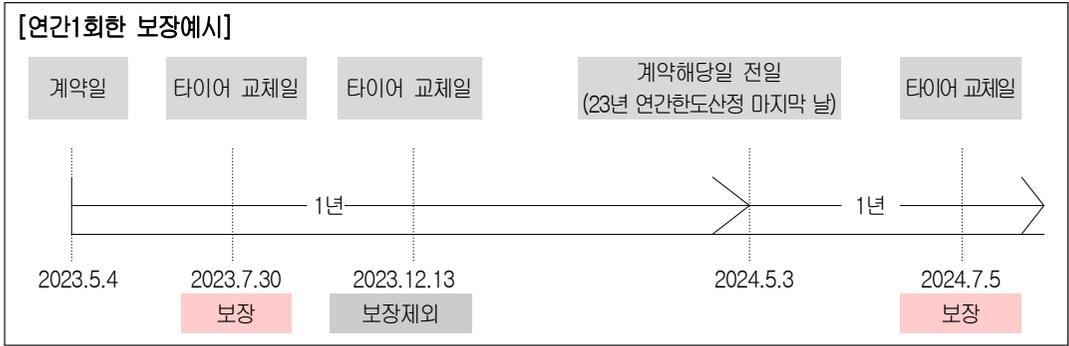 [연간1회한 보장예시]
계약일
타이어 교체일
타이어 교체일
계약해당일 전일
(23년 연간한도산정 마지막 날)
타이어 교체일
1년
1년
2023.5.4
2023.7.30
2023.12.13
2024.5.3
2024.7.5
보장
보장제외
보장